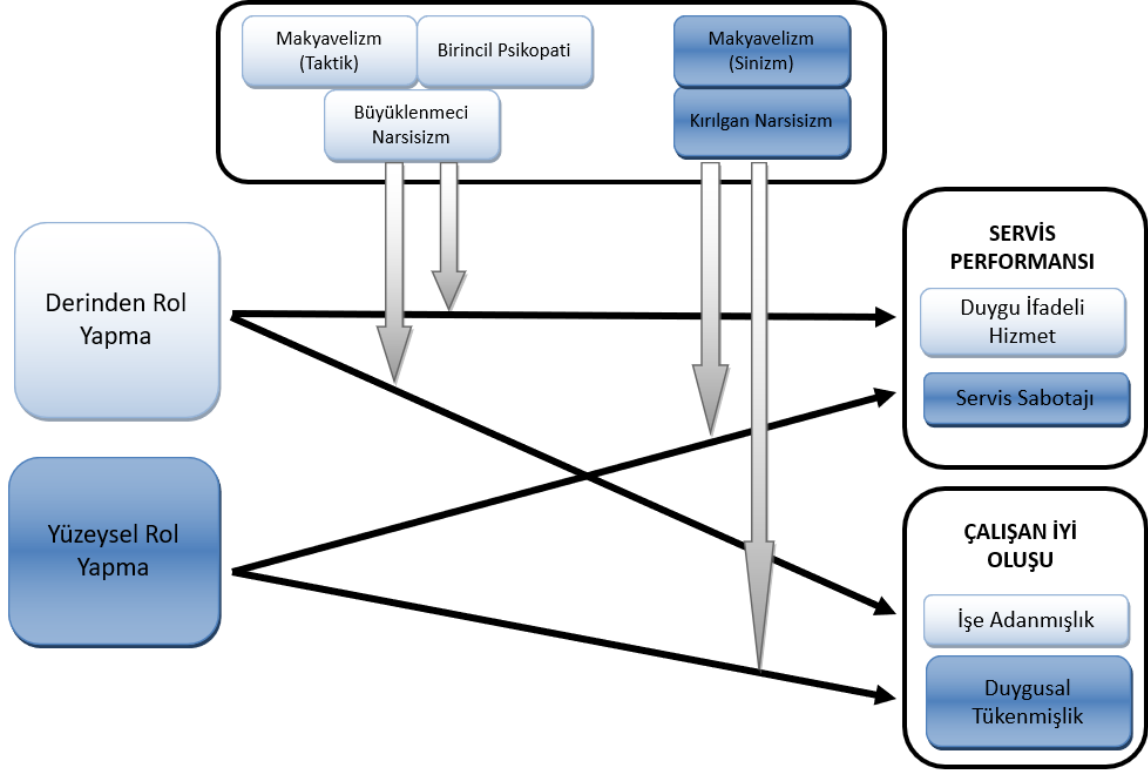 Makyavelizm
(Taktik)
Birincil Psikopati
Büyüklenmeci
Narsisizm
Makyavelizm
(Sinizm)
Kırılgan Narsisizm
Derinden Rol
Yapma
Yüzeysel Rol
Yapma
SERVİS
PERFORMANSI
Duygu İfadeli
Hizmet
Servis Sabotajı
ÇALIŞAN İYİ
OLUŞU
İşe Adanmışlık
Duygusal
Tükenmişlik